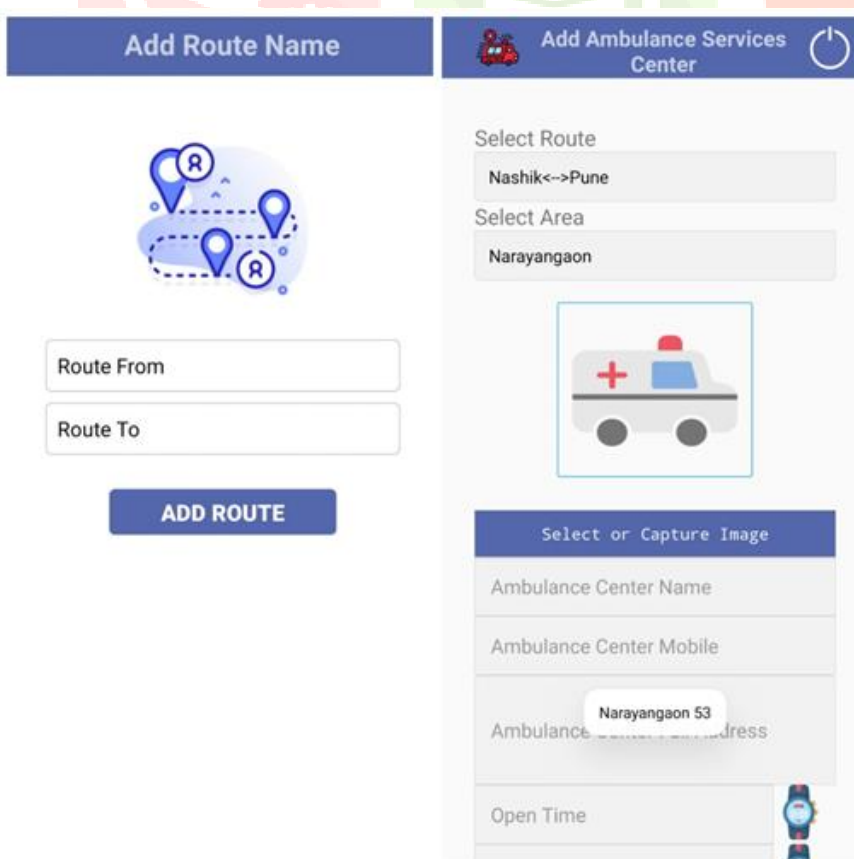 Add Route Name
Route From
Route To
ADD ROUTE
Add Ambulance Services
Center
Select Route
Nashik<-->Pune
Select Area
Narayangaon
Select or Capture Image
Ambulance Center Name
Ambulance Center Mobile
Narayangaon 53
Ambulance
Open Time